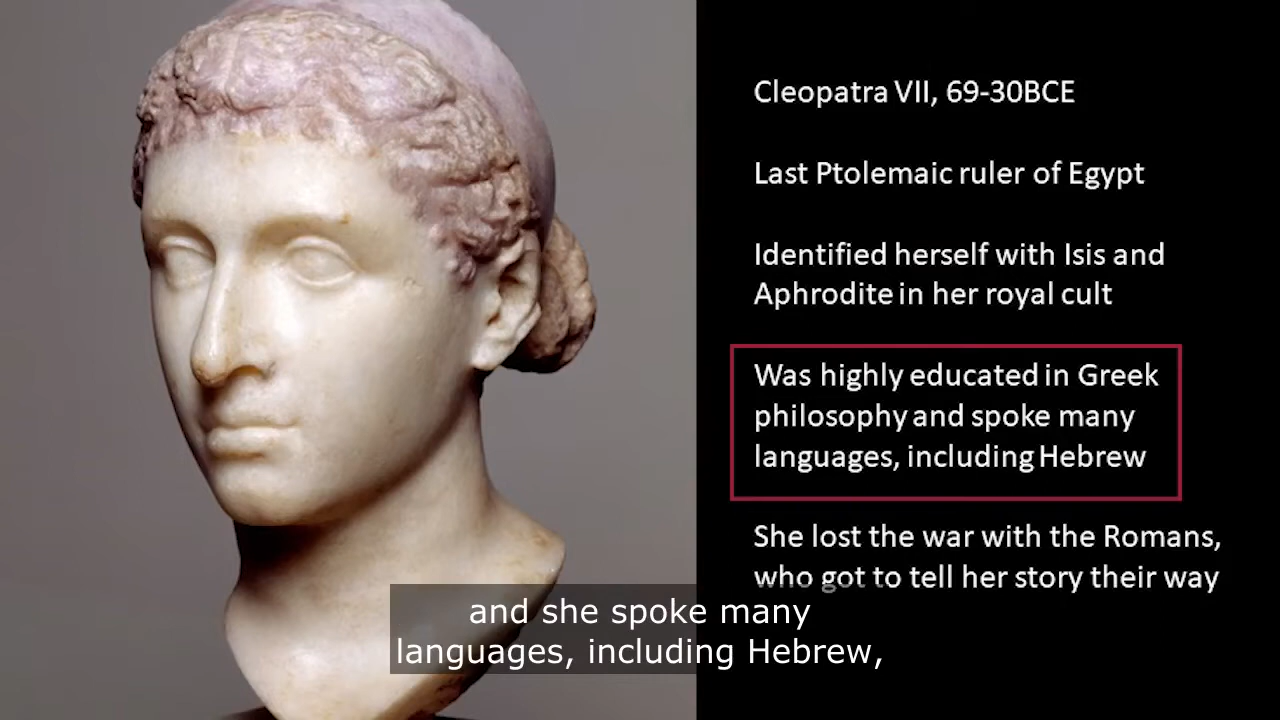 Cleopatra VII, 69-30BCE
Last Ptolemaic ruler of Egypt
Identified herself with Isis and
Aphrodite in her royal cult
Was highly educated in Greek
philosophy and spoke many
languages, including Hebrew
She lost the war with the Romans,
who got to tell her story their way
and she spoke many
languages, including Hebrew,